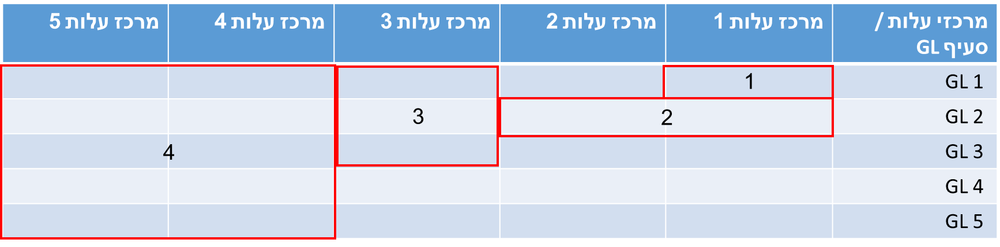 מרכזי עלות / סעיף GL
מרכז עלות 1
מרכז עלות 2
מרכז עלות 3
מרכז עלות 4
מרכז עלות 5
GL 1
1
GL 2
2
3
GL 3
4
GL 4
GL 5